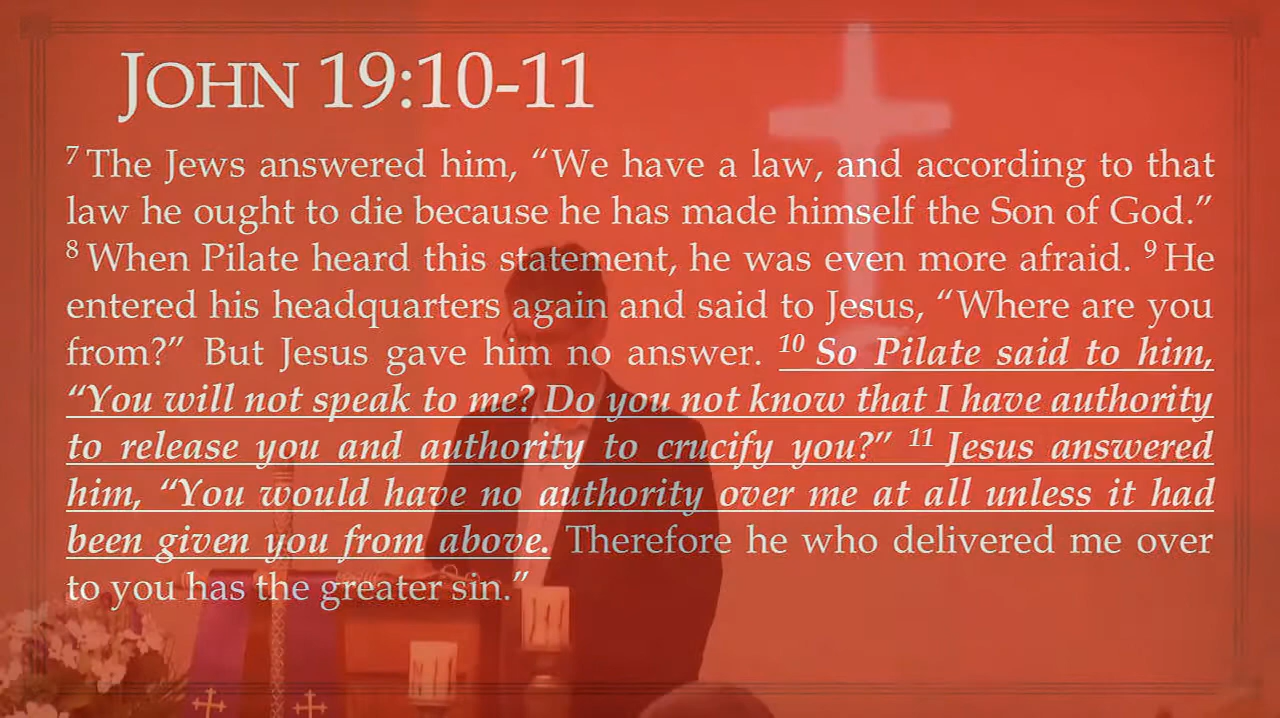 JOHN 19:10-11
7 The Jews answered him, “We have a law, and according to that
law he ought to die because he has made himself the Son of God.”
8 When Pilate heard this statement, he was even more afraid. 9 He
entered his headquarters again and said to Jesus, “Where are you
from?” But Jesus gave him no answer. 10 So Pilate said to him,
“You will not speak to me? Do you not know that I have authority
to release you and authority to crucify you?” 11 Jesus answered
him, “You would have no authority over me at all unless it had
been given you from above. Therefore he who delivered me over
to you has the greater sin.”